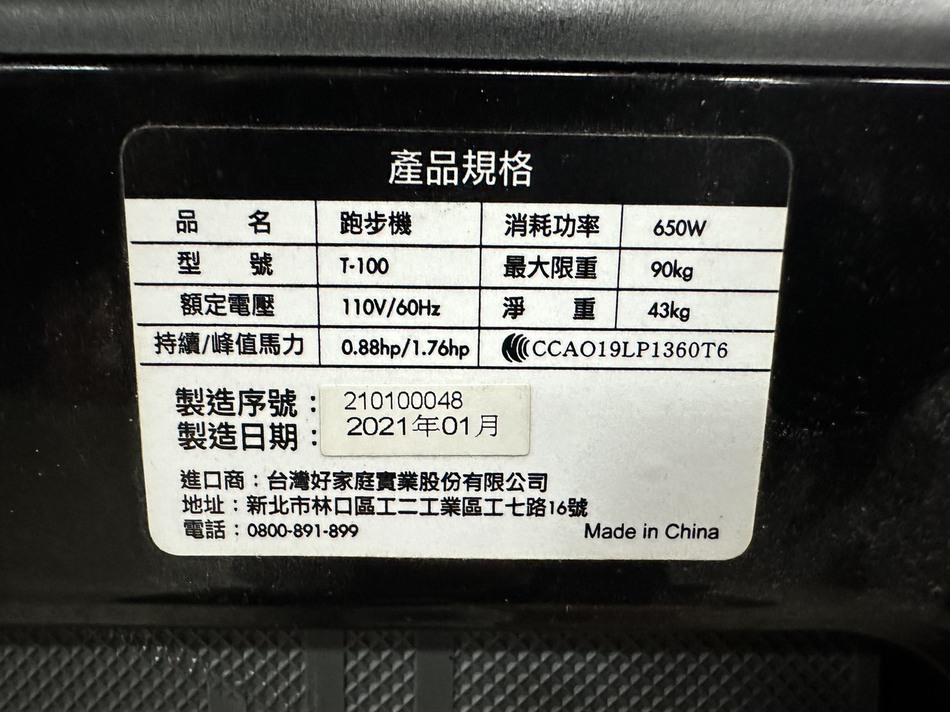 產品規格
品名 跑步機 消耗功率 650W
型號 T-100 最大限重 90kg
額定電壓 110V/60Hz 淨重 43kg
持續/峰值馬力 0.88hp/1.76hp CCAO19LP1360T6
製造序號：210100048
製造日期：2021年01月
進口商：台灣好家庭實業股份有限公司
地址：新北市林口區工二工業區工七路16號
電話：0800-891-899 Made in China